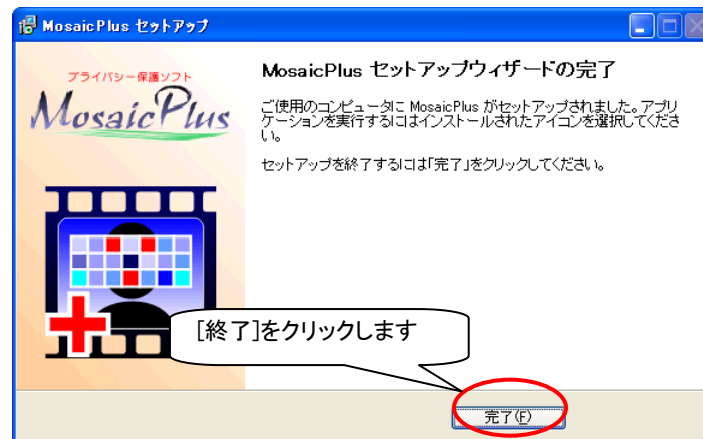 MosaicPlus セットアップ
プライバシー保護ソフト
MosaicPlus
MosaicPlus セットアップウィザードの完了
ご使用のコンピュータに MosaicPlus がセットアップされました。アプリ
ケーションを実行するにはインストールされたアイコンを選択してくださ
い。
セットアップを終了するには「完了」をクリックしてください。
[終了]をクリックします
完了(F)